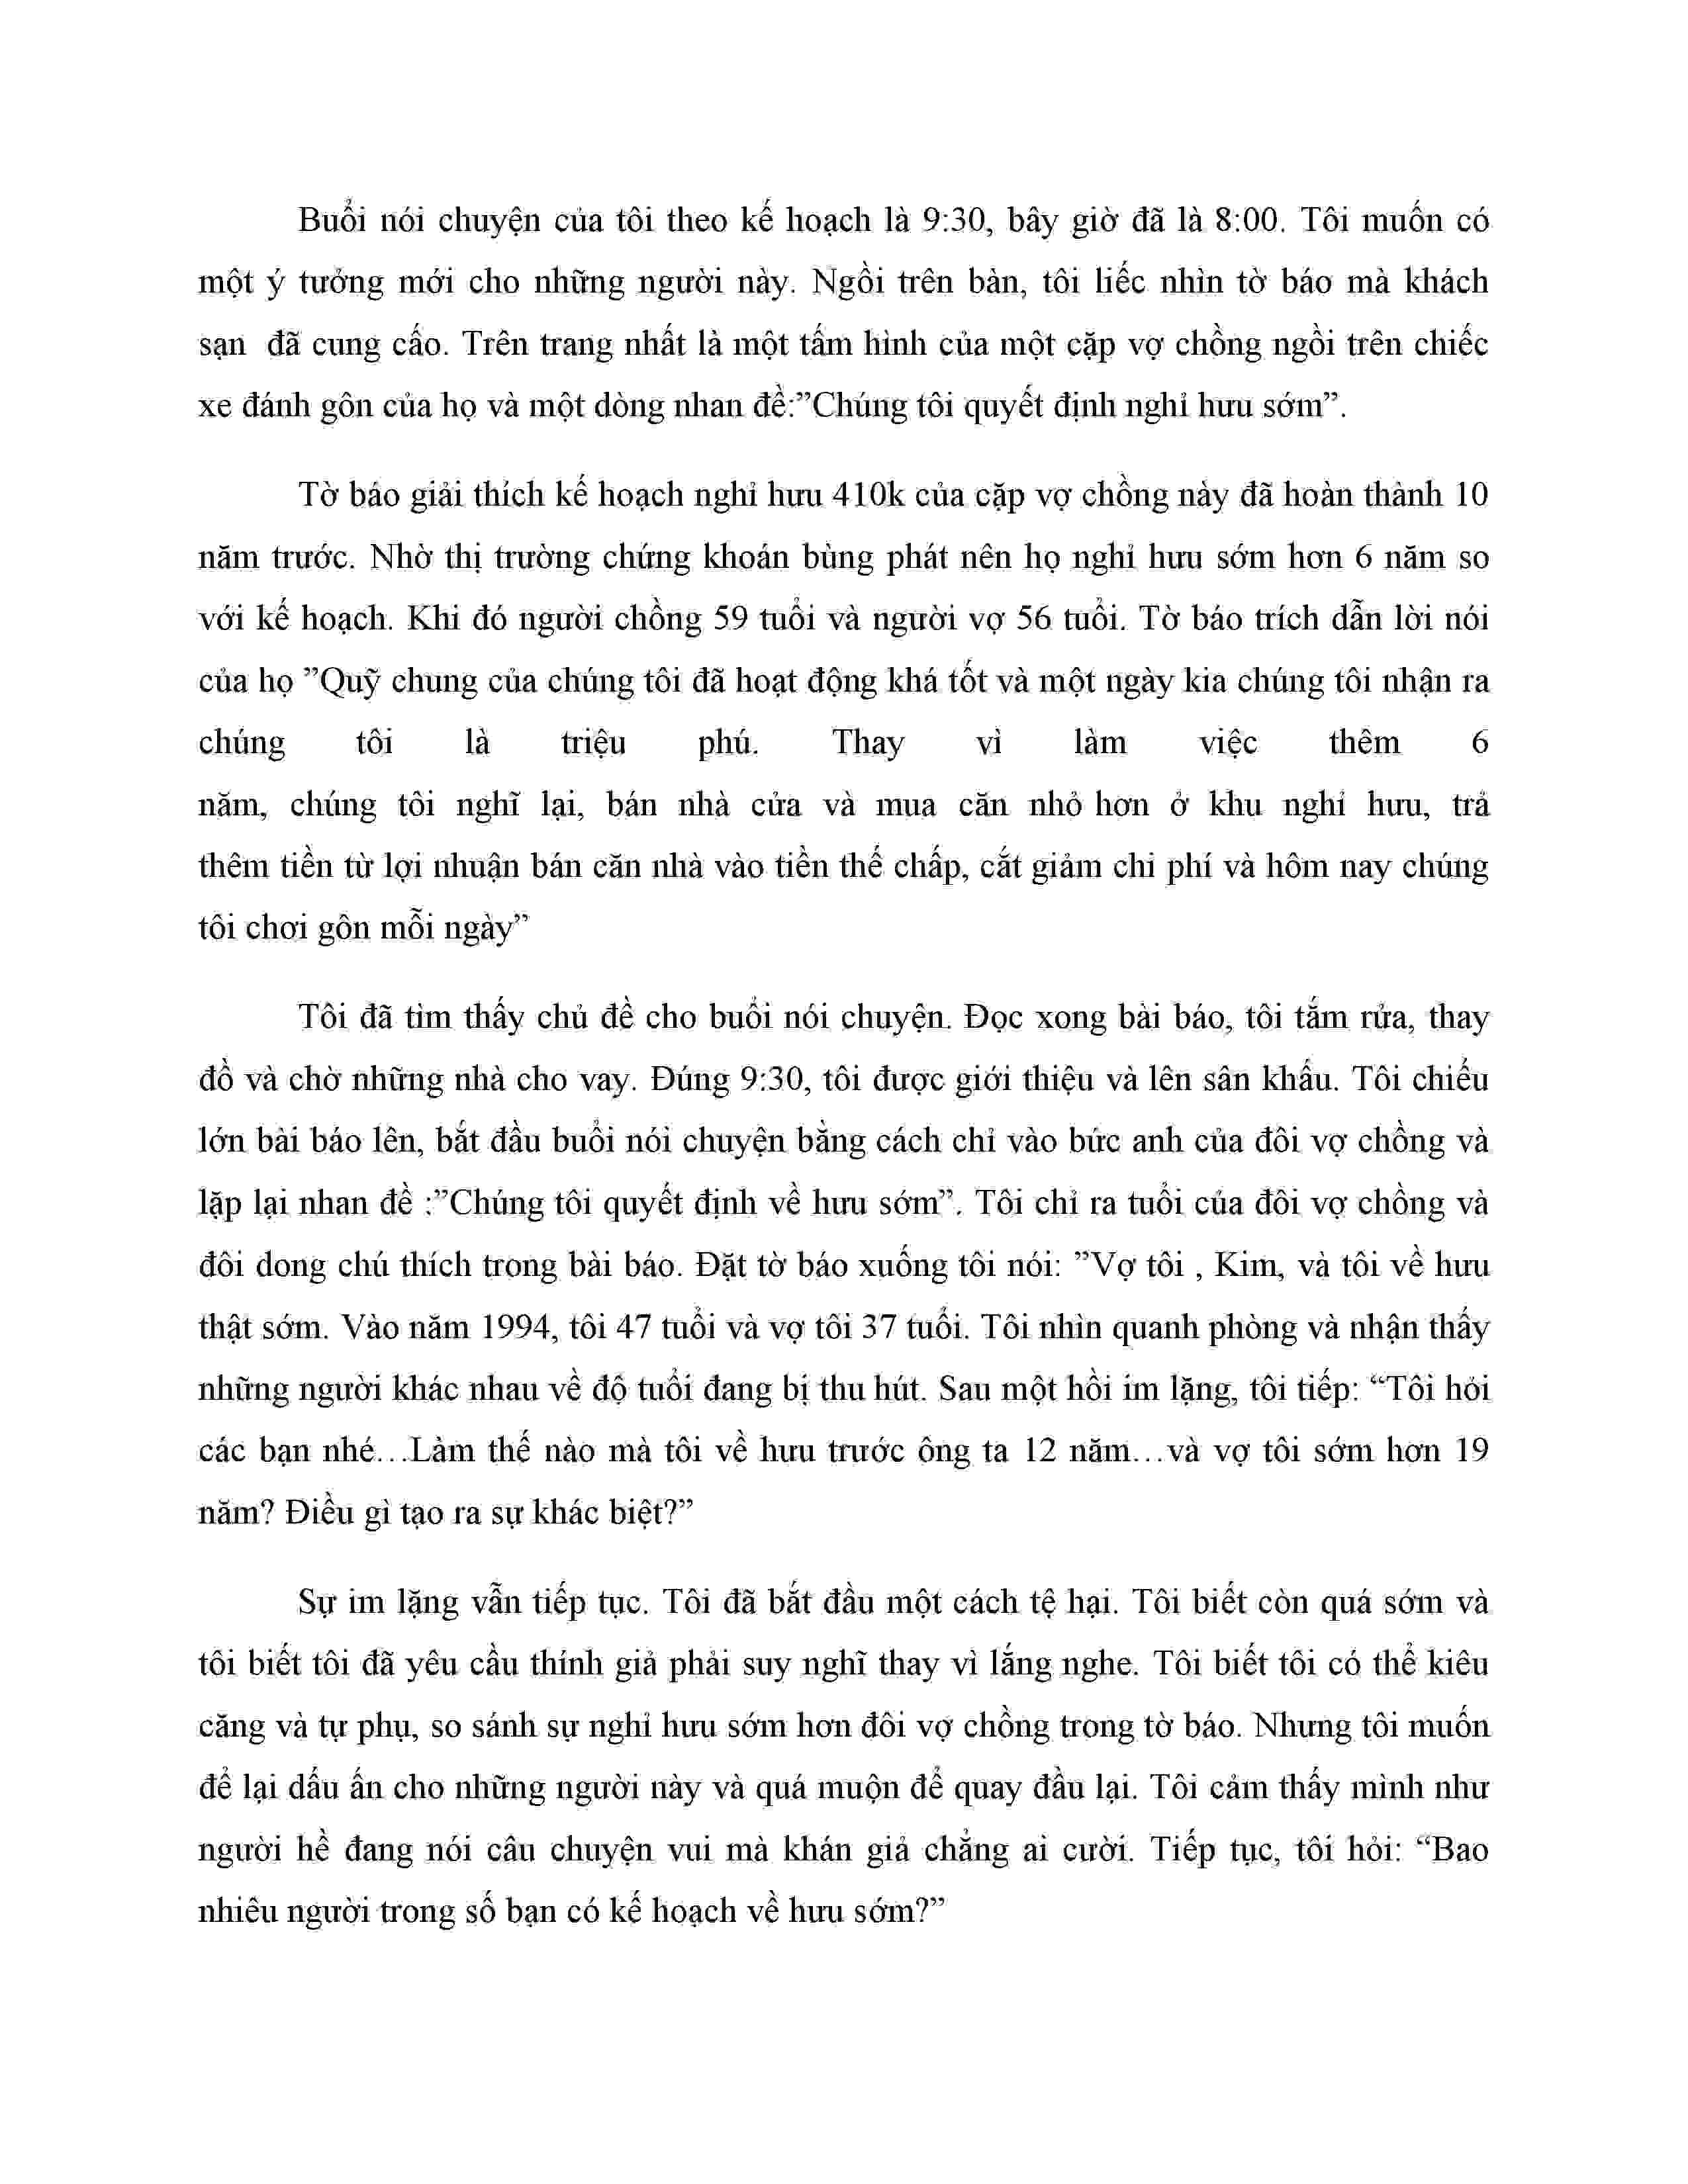 Buổi nói chuyện của tôi theo kế hoạch là 9:30, bây giờ đã là 8:00. Tôi muốn có
một ý tưởng mới cho những người này. Ngồi trên bàn, tôi liếc nhìn tờ báo mà khách
sạn đã cung cấo. Trên trang nhất là một tấm hình của một cặp vợ chồng ngồi trên chiếc
xe đánh gôn của họ và một dòng nhan đề:”Chúng tôi quyết định nghỉ hưu sớm”.
Tờ báo giải thích kế hoạch nghỉ hưu 410k của cặp vợ chồng này đã hoàn thành 10
năm trước. Nhờ thị trường chứng khoán bùng phát nên họ nghỉ hưu sớm hơn 6 năm so
với kế hoạch. Khi đó người chồng 59 tuổi và người vợ 56 tuổi. Tờ báo trích dẫn lời nói
của họ ”Quỹ chung của chúng tôi đã hoạt động khá tốt và một ngày kia chúng tôi nhận ra
chúng tôi là triệu phú. Thay vì làm việc thêm 6
năm, chúng tôi nghĩ lại, bán nhà cửa và mua căn nhỏ hơn ở khu nghỉ hưu, trả
thêm tiền từ lợi nhuận bán căn nhà vào tiền thế chấp, cắt giảm chi phí và hôm nay chúng
tôi chơi gôn mỗi ngày”
Tôi đã tìm thấy chủ đề cho buổi nói chuyện. Đọc xong bài báo, tôi tắm rửa, thay
đồ và chờ những nhà cho vay. Đúng 9:30, tôi được giới thiệu và lên sân khấu. Tôi chiếu
lớn bài báo lên, bắt đầu buổi nói chuyện bằng cách chỉ vào bức anh của đôi vợ chồng và
lặp lại nhan đề :”Chúng tôi quyết định về hưu sớm”. Tôi chỉ ra tuổi của đôi vợ chồng và
đôi dong chú thích trong bài báo. Đặt tờ báo xuống tôi nói: ”Vợ tôi , Kim, và tôi về hưu
thật sớm. Vào năm 1994, tôi 47 tuổi và vợ tôi 37 tuổi. Tôi nhìn quanh phòng và nhận thấy
những người khác nhau về độ tuổi đang bị thu hút. Sau một hồi im lặng, tôi tiếp: “Tôi hỏi
các bạn nhé…Làm thế nào mà tôi về hưu trước ông ta 12 năm…và vợ tôi sớm hơn 19
năm? Điều gì tạo ra sự khác biệt?”
Sự im lặng vẫn tiếp tục. Tôi đã bắt đầu một cách tệ hại. Tôi biết còn quá sớm và
tôi biết tôi đã yêu cầu thính giả phải suy nghĩ thay vì lắng nghe. Tôi biết tôi có thể kiêu
căng và tự phụ, so sánh sự nghỉ hưu sớm hơn đôi vợ chồng trong tờ báo. Nhưng tôi muốn
để lại dấu ấn cho những người này và quá muộn để quay đầu lại. Tôi cảm thấy mình như
người hề đang nói câu chuyện vui mà khán giả chẳng ai cười. Tiếp tục, tôi hỏi: “Bao
nhiêu người trong số bạn có kế hoạch về hưu sớm?”